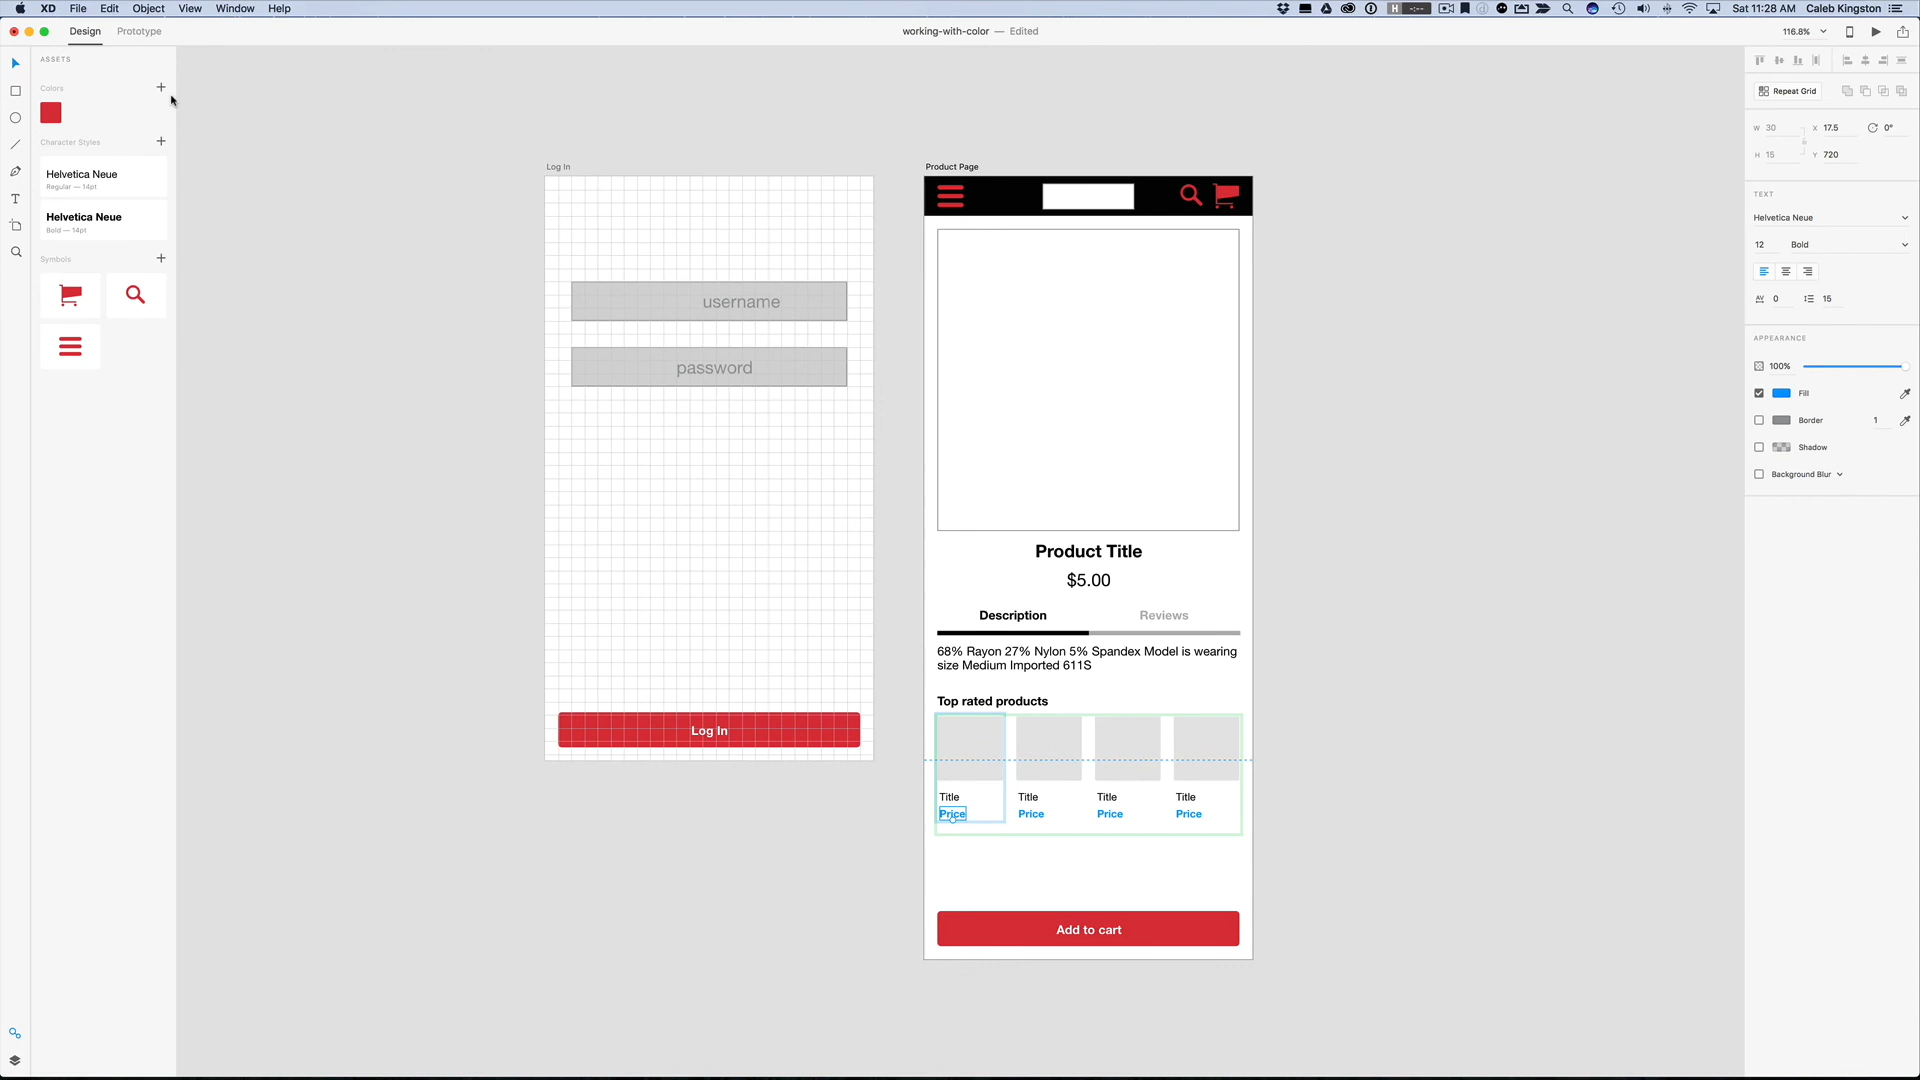 XD File Edit Object View Window Help
H -:-- Sat 11:28 AM Caleb Kingston
Design Prototype
working-with-color — Edited
116.8%
ASSETS
Colors +
Character Styles +
Helvetica Neue
Regular — 14pt
Helvetica Neue
Bold — 14pt
Symbols +
Log In
username
password
Log In
Product Page
Product Title
$5.00
Description Reviews
68% Rayon 27% Nylon 5% Spandex Model is wearing
size Medium Imported 611S
Top rated products
Title Title Title Title
Price Price Price Price
Add to cart
Repeat Grid
W 30 X 17.5 0°
H 15 Y 720
TEXT
Helvetica Neue
12 Bold
AV 0 15
APPEARANCE
100%
Fill
Border 1
Shadow
Background Blur